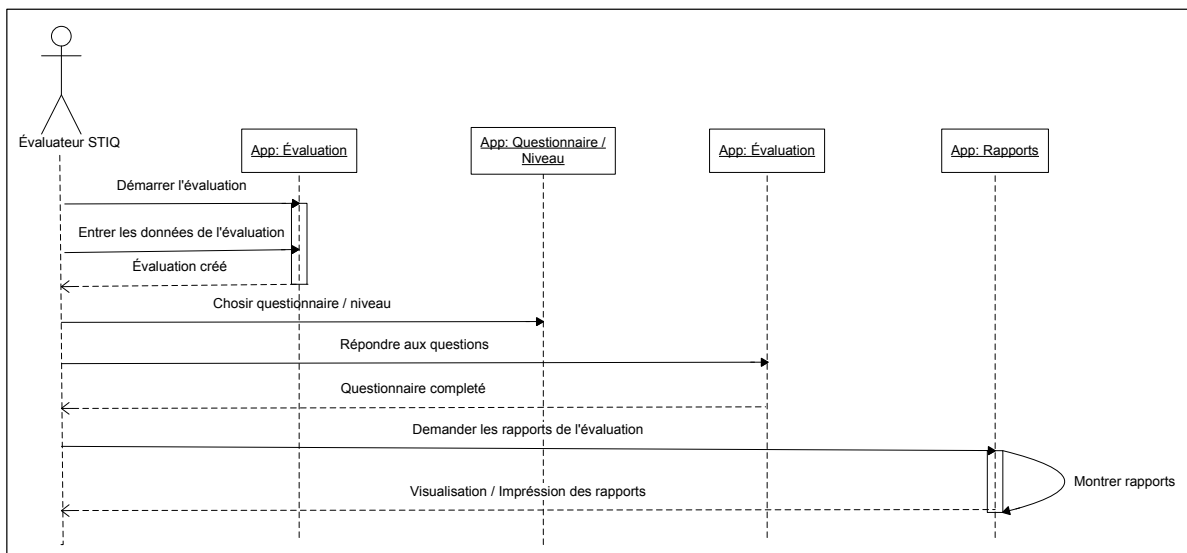 Évaluateur STIQ
App: Évaluation
App: Questionnaire /
Niveau
App: Évaluation
App: Rapports
Démarrer l'évaluation
Entrer les données de l'évaluation
Évaluation créé
Chosir questionnaire / niveau
Répondre aux questions
Questionnaire completé
Demander les rapports de l'évaluation
Montrer rapports
Visualisation / Impréssion des rapports